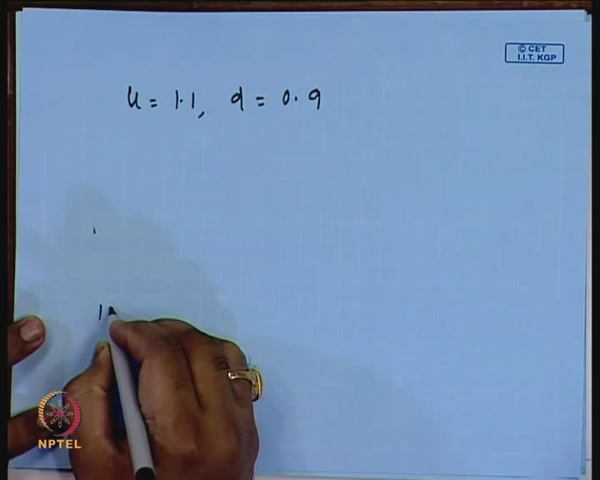 © CET
I.I.T. KGP
u = 1.1, d = 0.9
NPTEL